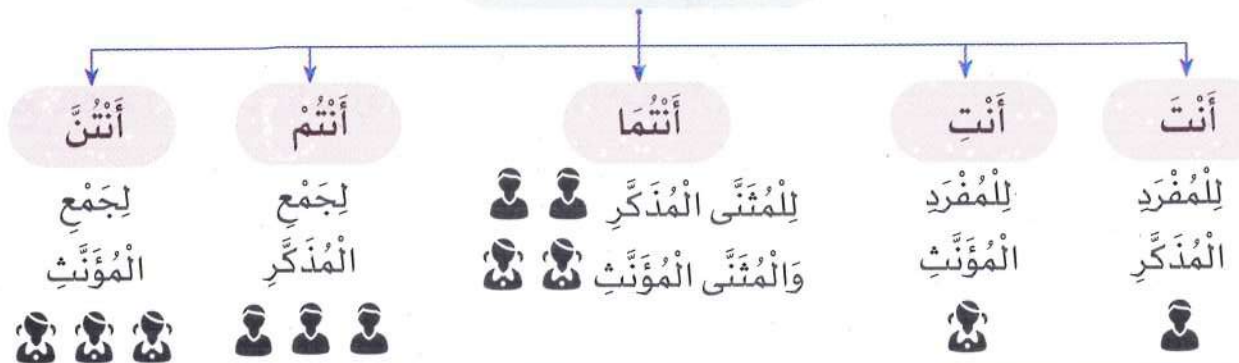 أَنْتَ
لِلْمُفْرَدِ
الْمُذَكَّرِ
أَنْتِ
لِلْمُفْرَدِ
الْمُؤَنَّثِ
أَنْتُمَا
لِلْمُثَنَّى الْمُذَكَّرِ
وَالْمُثَنَّى الْمُؤَنَّثِ
أَنْتُمْ
لِجَمْعِ
الْمُذَكَّرِ
أَنْتُنَّ
لِجَمْعِ
الْمُؤَنَّثِ